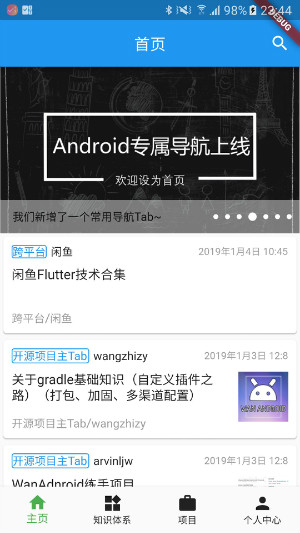 98% 22:44
DEBUG
首页
Android专属导航上线
欢迎设为首页
我们新增了一个常用导航Tab~
跨平台 闲鱼 2019年1月4日 10:45
闲鱼Flutter技术合集
跨平台/闲鱼
开源项目主Tab wangzhizy 2019年1月3日 12:8
关于gradle基础知识（自定义插件之
路）（打包、加固、多渠道配置）
WAN ANDROID
开源项目主Tab/wangzhizy
开源项目主Tab arvinljw 2019年1月3日 12:8
WanAdnroid练手项目
主页 知识体系 项目 个人中心